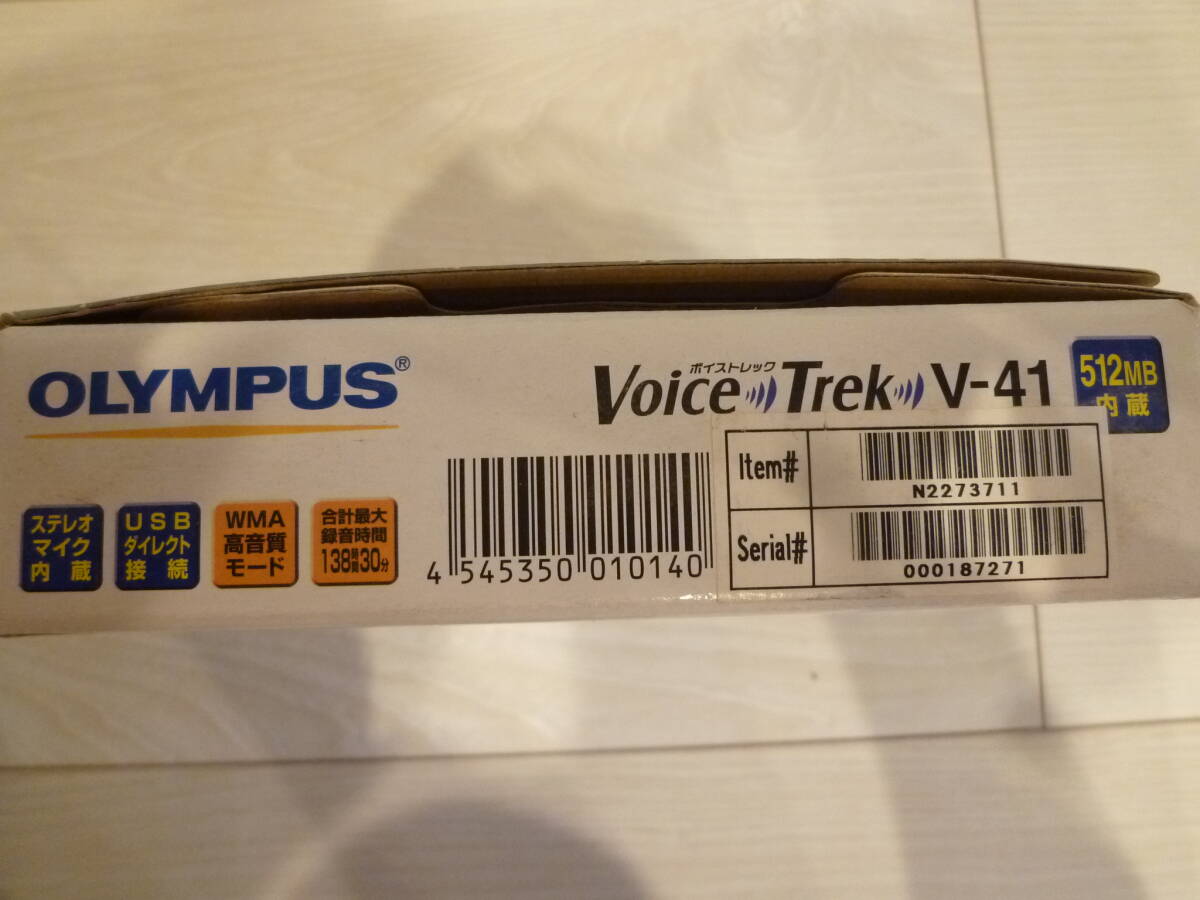 OLYMPUS®
ボイストレック
Voice Trek V-41
512MB
内蔵
ステレオ
マイク
内蔵
USB
ダイレクト
接続
WMA
高音質
モード
合計最大
録音時間
138時間30分
4 545350 010140
Item#
N2273711
Serial#
000187271